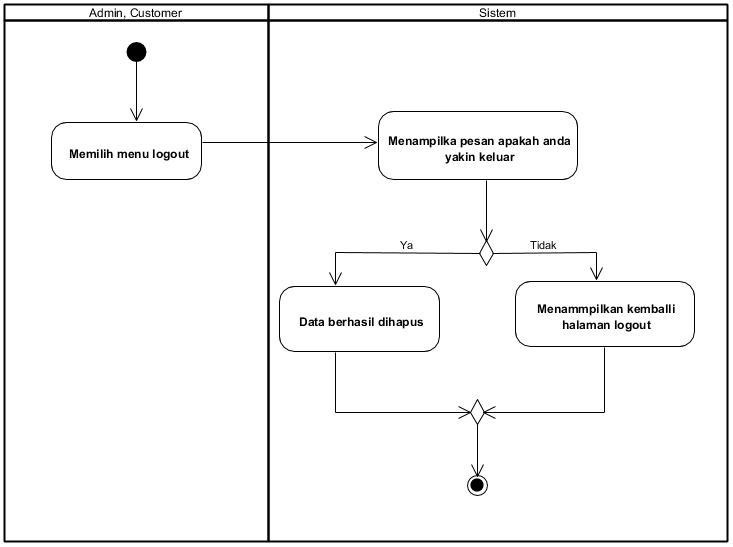 Admin, Customer
Sistem
Memilih menu logout
Menampilka pesan apakah anda
yakin keluar
Ya
Tidak
Data berhasil dihapus
Menammpilkan kemballi
halaman logout